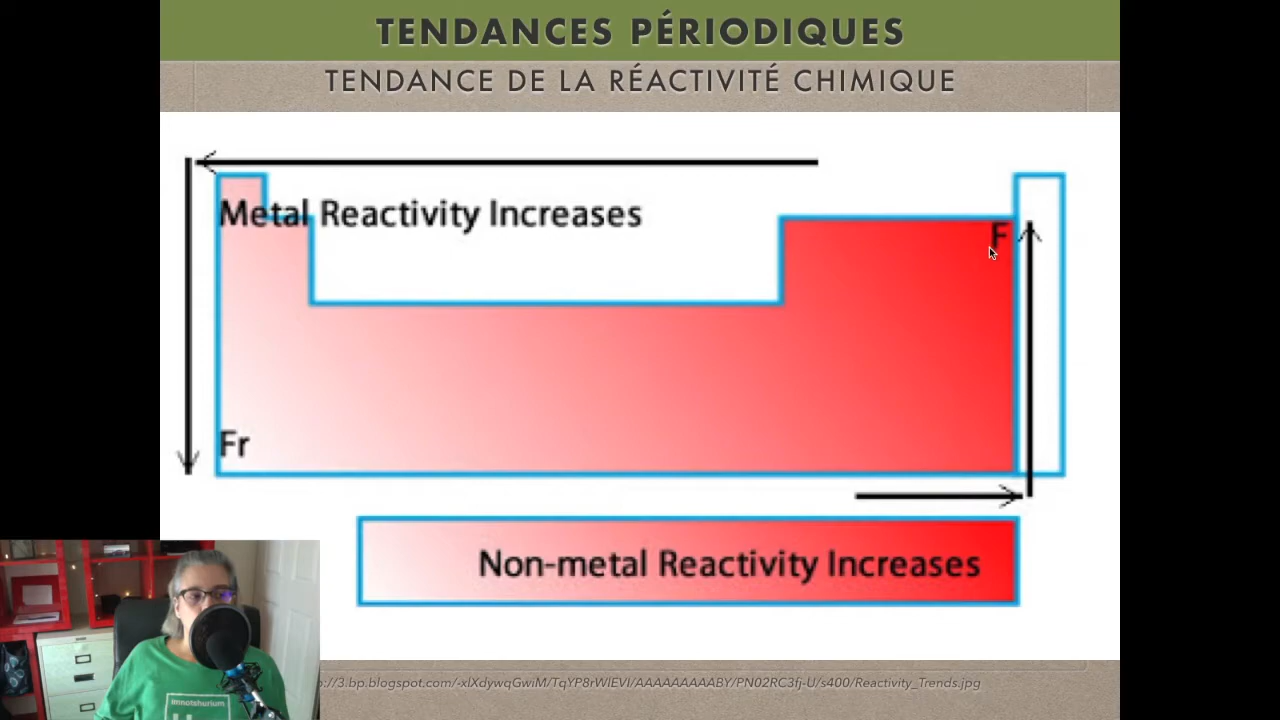 TENDANCES PÉRIODIQUES
TENDANCE DE LA RÉACTIVITÉ CHIMIQUE
Metal Reactivity Increases
F
Fr
Non-metal Reactivity Increases
://3.bp.blogspot.com/-xlXdywqGwiM/TqYP8rWlEVI/AAAAAAAAABY/PN02RC3fj-U/s400/Reactivity_Trends.jpg